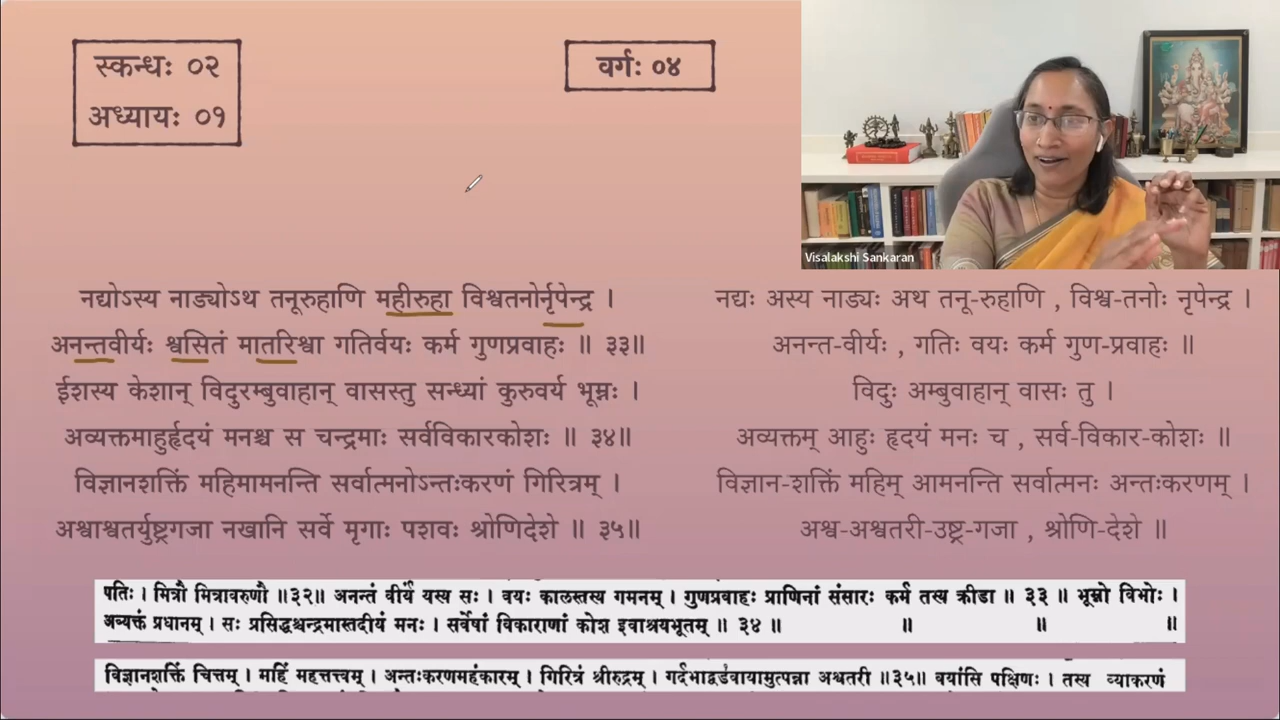 स्कन्धः ०२
अध्यायः ०१
वर्गः ०४
Visalakshi Sankaran
नद्योऽस्य नाड्योऽथ तनूरुहाणि महीरुहा विश्वतनोर्नृपेन्द्र ।
अनन्तवीर्यः श्वसितं मातरिश्वा गतिर्वयः कर्म गुणप्रवाहः ॥ ३३॥
ईशस्य केशान् विदुरम्बुवाहान् वासस्तु सन्ध्यां कुरुवर्य भूम्नः ।
अव्यक्तमाहुर्हृदयं मनश्च स चन्द्रमाः सर्वविकारकोशः ॥ ३४॥
विज्ञानशक्तिं महिमामनन्ति सर्वात्मनोऽन्तःकरणं गिरित्रम् ।
अश्वाश्वतर्युष्ट्रगजा नखानि सर्वे मृगाः पशवः श्रोणिदेशे ॥ ३५॥
नद्यः अस्य नाड्यः अथ तनू-रुहाणि , विश्व-तनोः नृपेन्द्र ।
अनन्त-वीर्यः , गतिः वयः कर्म गुण-प्रवाहः ॥
विदुः अम्बुवाहान् वासः तु ।
अव्यक्तम् आहुः हृदयं मनः च , सर्व-विकार-कोशः ॥
विज्ञान-शक्तिं महिम् आमनन्ति सर्वात्मनः अन्तःकरणम् ।
अश्व-अश्वतरी-उष्ट्र-गजा , श्रोणि-देशे ॥
पतिः । मित्रौ मित्रावरुणौ ॥३२॥ अनन्तं वीर्यं यस्य सः । वयः कालस्तस्य गमनम् । गुणप्रवाहः प्राणिनां संसारः कर्म तस्य क्रीडा ॥ ३३ ॥ भूम्नो विभोः ।
अव्यक्तं प्रधानम् । सः प्रसिद्धश्चन्द्रमास्तदीयं मनः । सर्वेषां विकाराणां कोश इवाश्रयभूतम् ॥ ३४ ॥ ॥ ॥ ॥
विज्ञानशक्तिं चित्तम् । महिं महत्तत्त्वम् । अन्तःकरणमहंकारम् । गिरित्रं श्रीरुद्रम् । गर्दभाद्वडवायामुत्पन्ना अश्वतरी ॥३५॥ वयांसि पक्षिणः । तस्य व्याकरणं